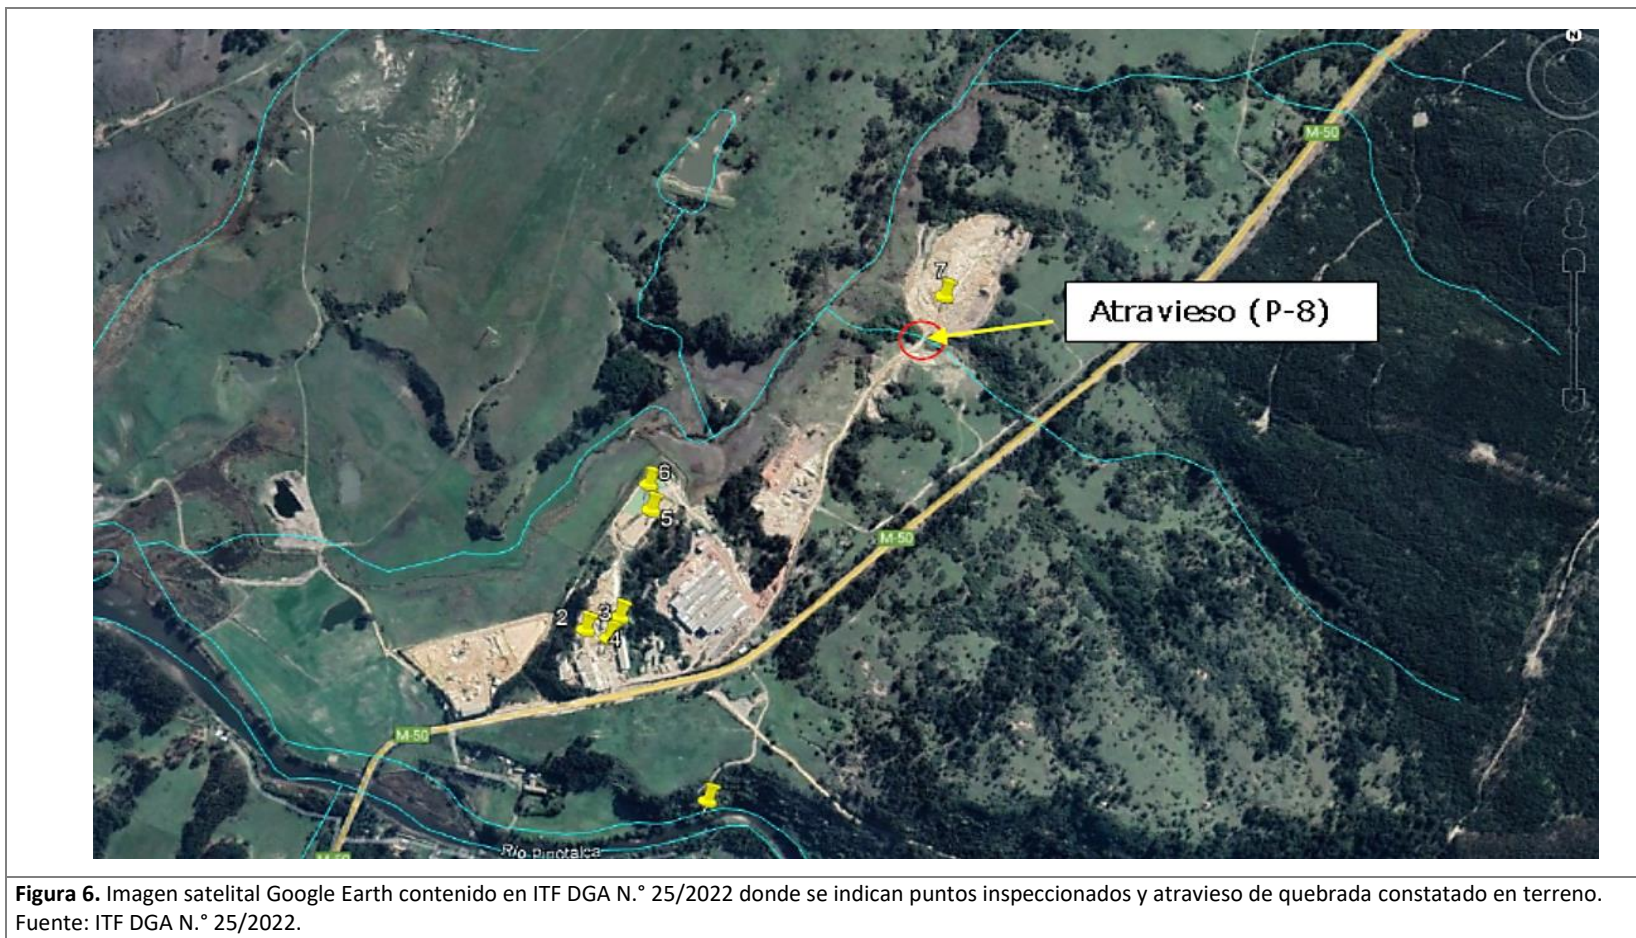 N
M-50
7
Atravieso (P-8)
6
5
M-50
2
3
4
M-50
Río Pinotalca
M-50
Figura 6. Imagen satelital Google Earth contenido en ITF DGA N.° 25/2022 donde se indican puntos inspeccionados y atravieso de quebrada constatado en terreno.
Fuente: ITF DGA N.° 25/2022.